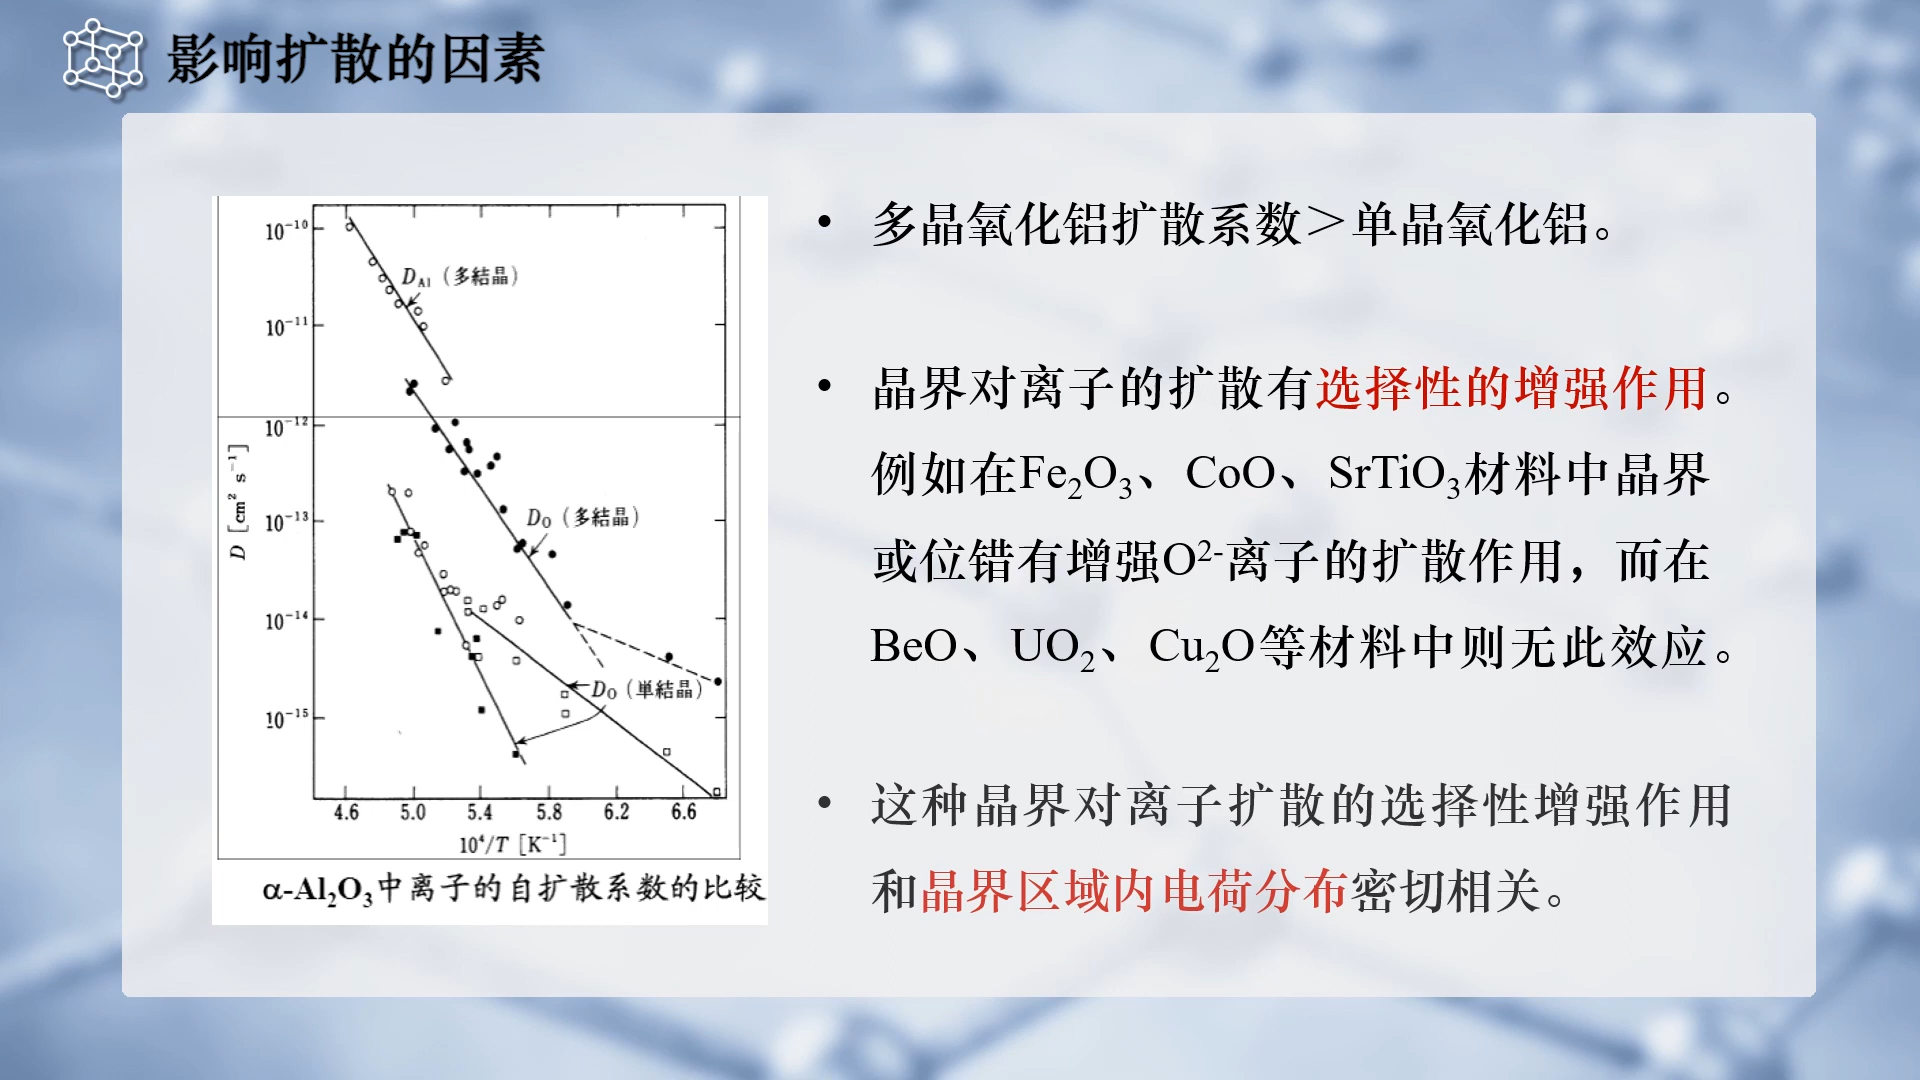 影响扩散的因素
10⁻¹⁰
10⁻¹¹
10⁻¹²
10⁻¹³
10⁻¹⁴
10⁻¹⁵
D [cm² s⁻¹]
D_Al (多結晶)
D_O (多結晶)
D_O (単結晶)
4.6 5.0 5.4 5.8 6.2 6.6
10⁴/T [K⁻¹]
α-Al₂O₃中离子的自扩散系数的比较
• 多晶氧化铝扩散系数＞单晶氧化铝。
• 晶界对离子的扩散有选择性的增强作用。
例如在Fe₂O₃、CoO、SrTiO₃材料中晶界
或位错有增强O²⁻离子的扩散作用，而在
BeO、UO₂、Cu₂O等材料中则无此效应。
• 这种晶界对离子扩散的选择性增强作用
和晶界区域内电荷分布密切相关。